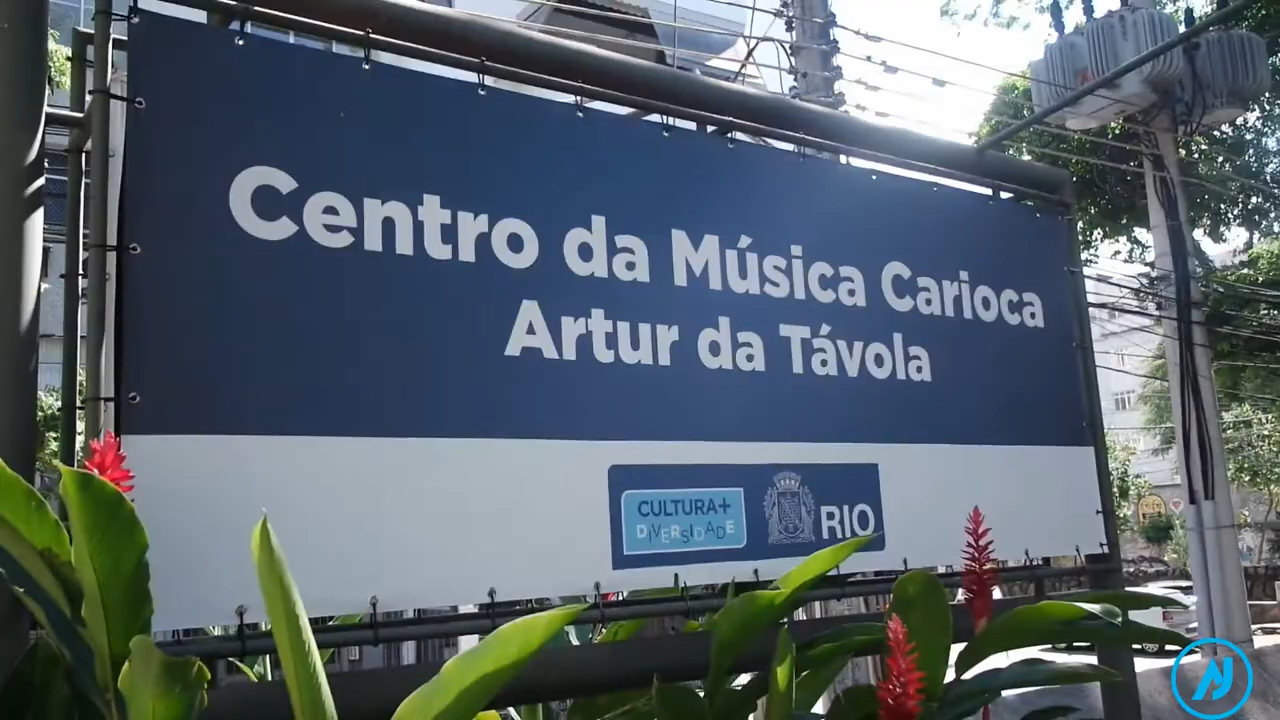 Centro da Música Carioca
Artur da Távola
CULTURA+
DIVERSIDADE
RIO